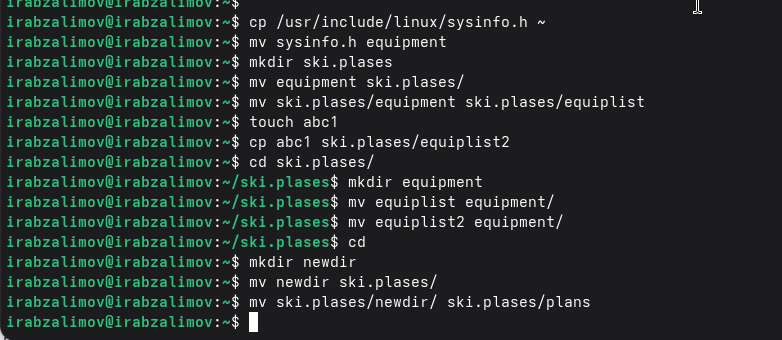 irabzalimov@irabzalimov:~$
irabzalimov@irabzalimov:~$ cp /usr/include/linux/sysinfo.h ~
irabzalimov@irabzalimov:~$ mv sysinfo.h equipment
irabzalimov@irabzalimov:~$ mkdir ski.plases
irabzalimov@irabzalimov:~$ mv equipment ski.plases/
irabzalimov@irabzalimov:~$ mv ski.plases/equipment ski.plases/equiplist
irabzalimov@irabzalimov:~$ touch abc1
irabzalimov@irabzalimov:~$ cp abc1 ski.plases/equiplist2
irabzalimov@irabzalimov:~$ cd ski.plases/
irabzalimov@irabzalimov:~/ski.plases$ mkdir equipment
irabzalimov@irabzalimov:~/ski.plases$ mv equiplist equipment/
irabzalimov@irabzalimov:~/ski.plases$ mv equiplist2 equipment/
irabzalimov@irabzalimov:~/ski.plases$ cd
irabzalimov@irabzalimov:~$ mkdir newdir
irabzalimov@irabzalimov:~$ mv newdir ski.plases/
irabzalimov@irabzalimov:~$ mv ski.plases/newdir/ ski.plases/plans
irabzalimov@irabzalimov:~$